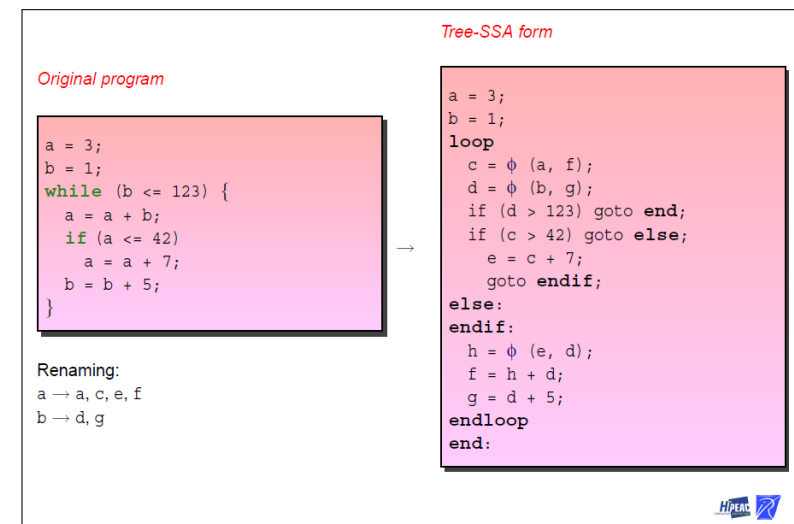 Original program
a = 3;
b = 1;
while (b <= 123) {
a = a + b;
if (a <= 42)
a = a + 7;
b = b + 5;
}
Renaming:
a → a, c, e, f
b → d, g
→
Tree-SSA form
a = 3;
b = 1;
loop
c = ϕ (a, f);
d = ϕ (b, g);
if (d > 123) goto end;
if (c > 42) goto else;
e = c + 7;
goto endif;
else:
endif:
h = ϕ (e, d);
f = h + d;
g = d + 5;
endloop
end:
HiPEAC